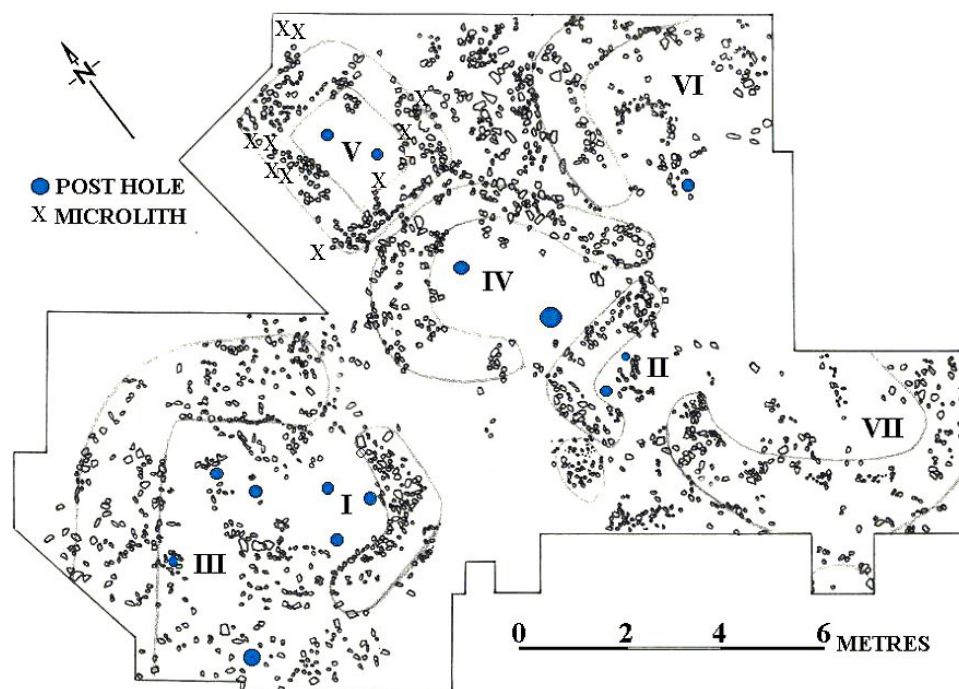 X X
N
VI
X
X
V
X X
X X
X
POST HOLE
X MICROLITH
X
IV
II
VII
I
III
0 2 4 6 METRES